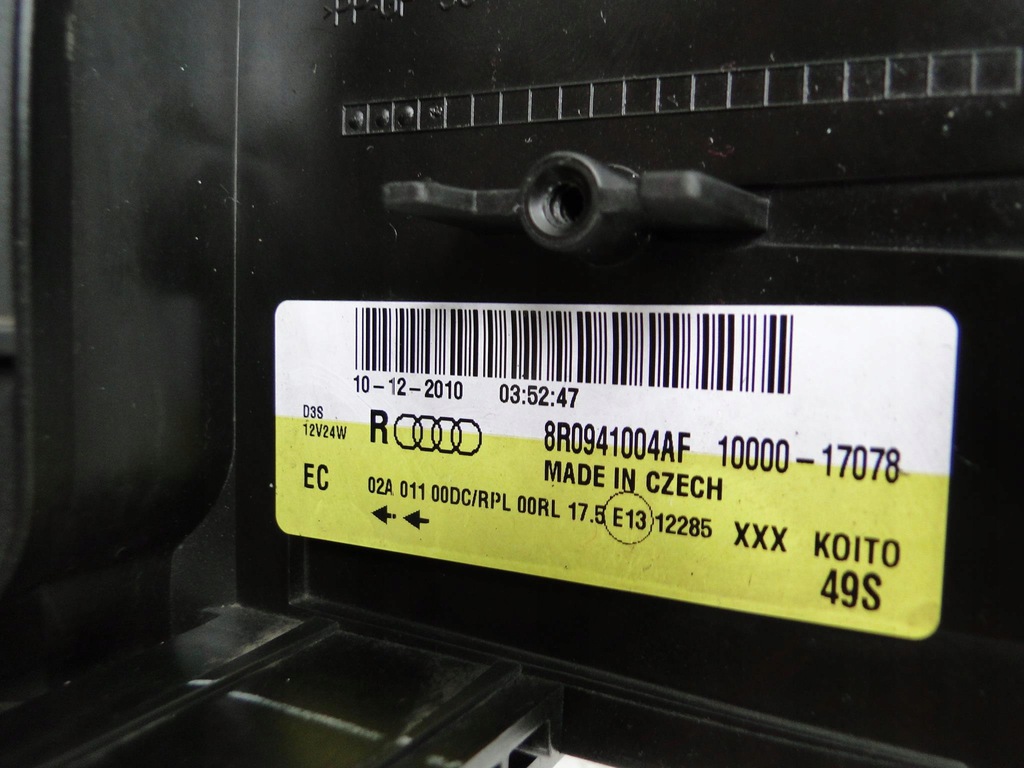 10-12-2010 03:52:47
D3S
12V24W
R
8R0941004AF 10000-17078
MADE IN CZECH
EC
02A 011 00DC/RPL 00RL 17.5 E13 12285 XXX KOITO
49S